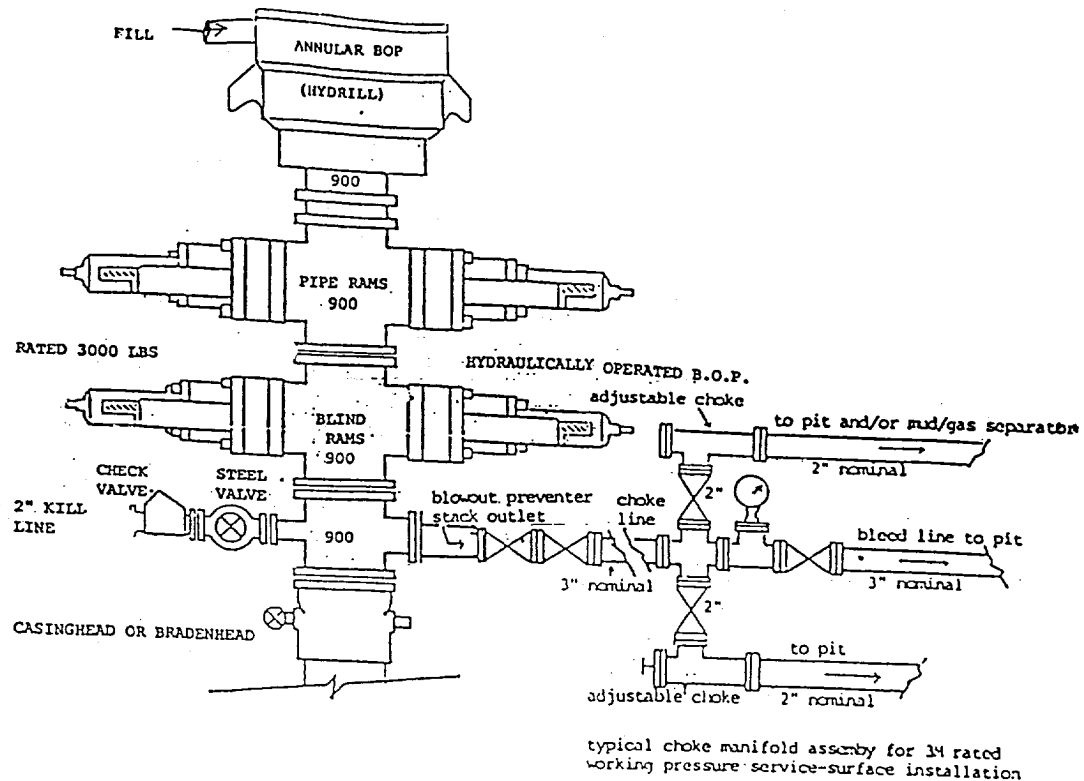 FILL
ANNULAR BOP
(HYDRILL)
900
PIPE RAMS
900
RATED 3000 LBS
HYDRAULICALLY OPERATED B.O.P.
adjustable choke
to pit and/or mud/gas separator
2" nominal
BLIND
RAMS
900
CHECK
VALVE
STEEL
VALVE
2" KILL
LINE
blowout preventer
stack outlet
choke
line
2"
900
bleed line to pit
3" nominal
3" nominal
2"
CASINGHEAD OR BRADENHEAD
to pit
adjustable choke
2" nominal
typical choke manifold assemby for 3M rated
working pressure service-surface installation